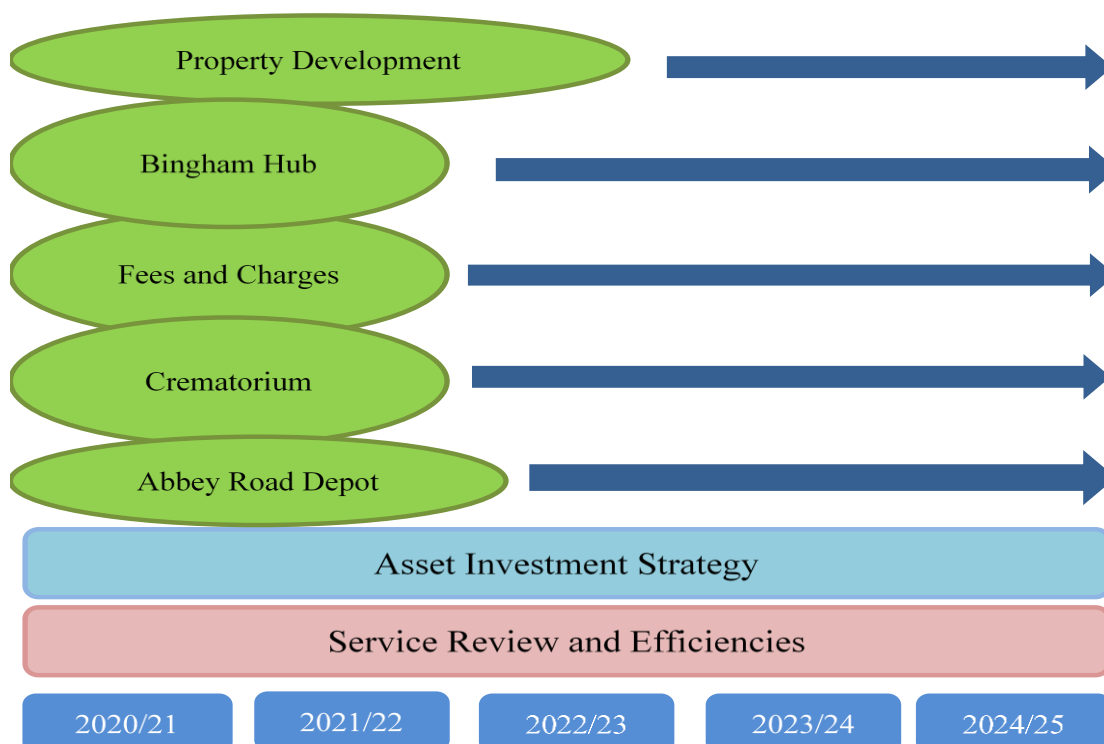 Property Development
Bingham Hub
Fees and Charges
Crematorium
Abbey Road Depot
Asset Investment Strategy
Service Review and Efficiencies
2020/21 2021/22 2022/23 2023/24 2024/25